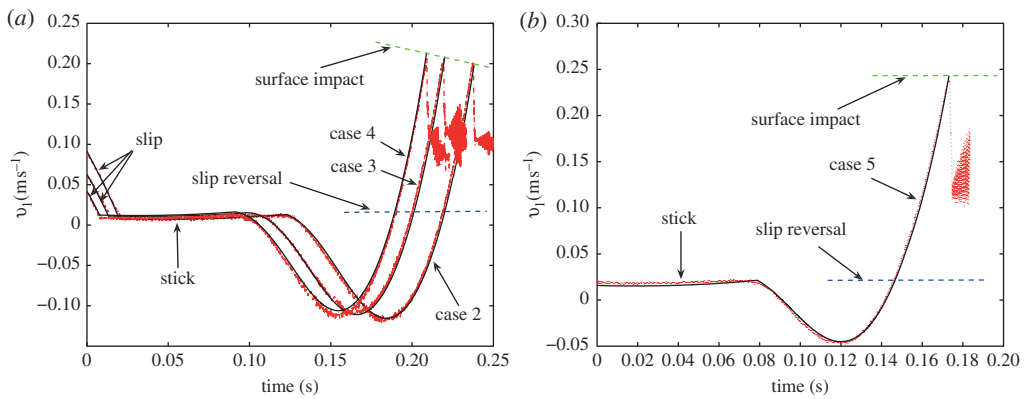 (a)
0.25
0.20
0.15
0.10
0.05
0
−0.05
−0.10
υ1(ms−1)
surface impact
slip
case 4
case 3
slip reversal
stick
case 2
0
0.05
0.10
0.15
0.20
0.25
time (s)
(b)
0.30
0.25
0.20
0.15
0.10
0.05
0
−0.05
υ1(ms−1)
surface impact
case 5
stick
slip reversal
0
0.02
0.04
0.06
0.08
0.10
0.12
0.14
0.16
0.18
0.20
time (s)